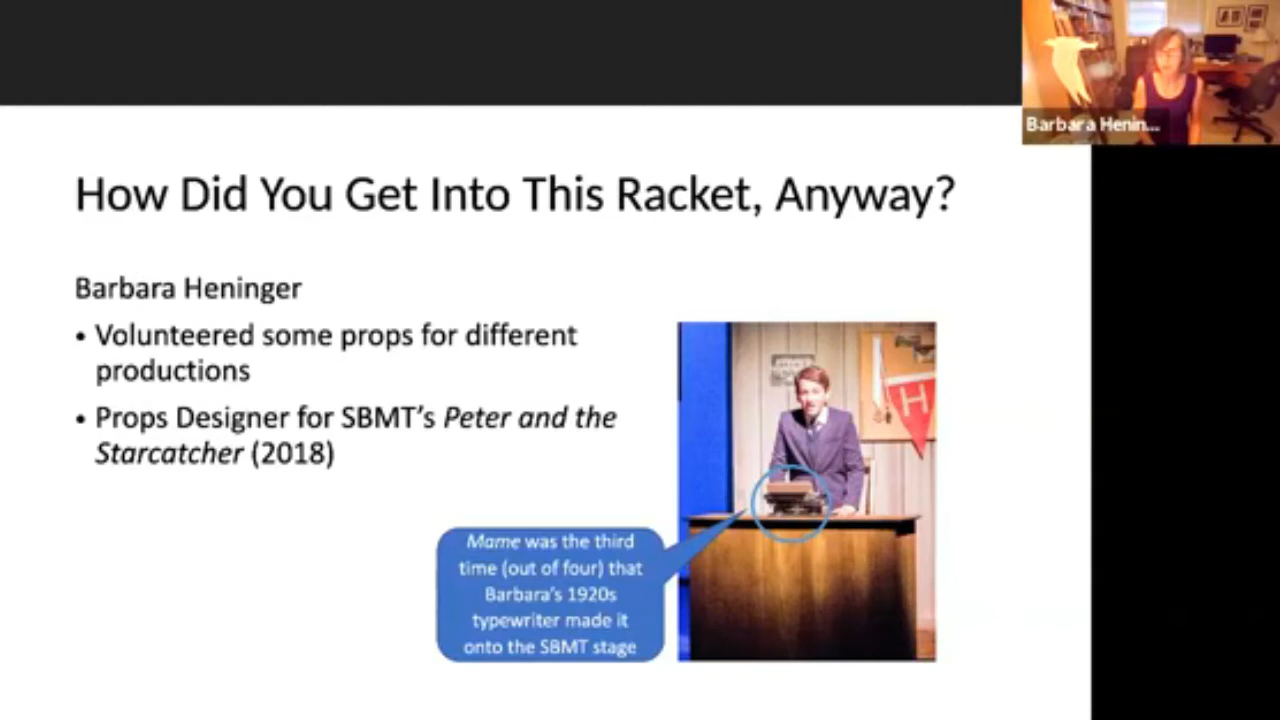 Barbara Henin...
How Did You Get Into This Racket, Anyway?
Barbara Heninger
• Volunteered some props for different
productions
• Props Designer for SBMT's Peter and the
Starcatcher (2018)
H
Mame was the third
time (out of four) that
Barbara's 1920s
typewriter made it
onto the SBMT stage